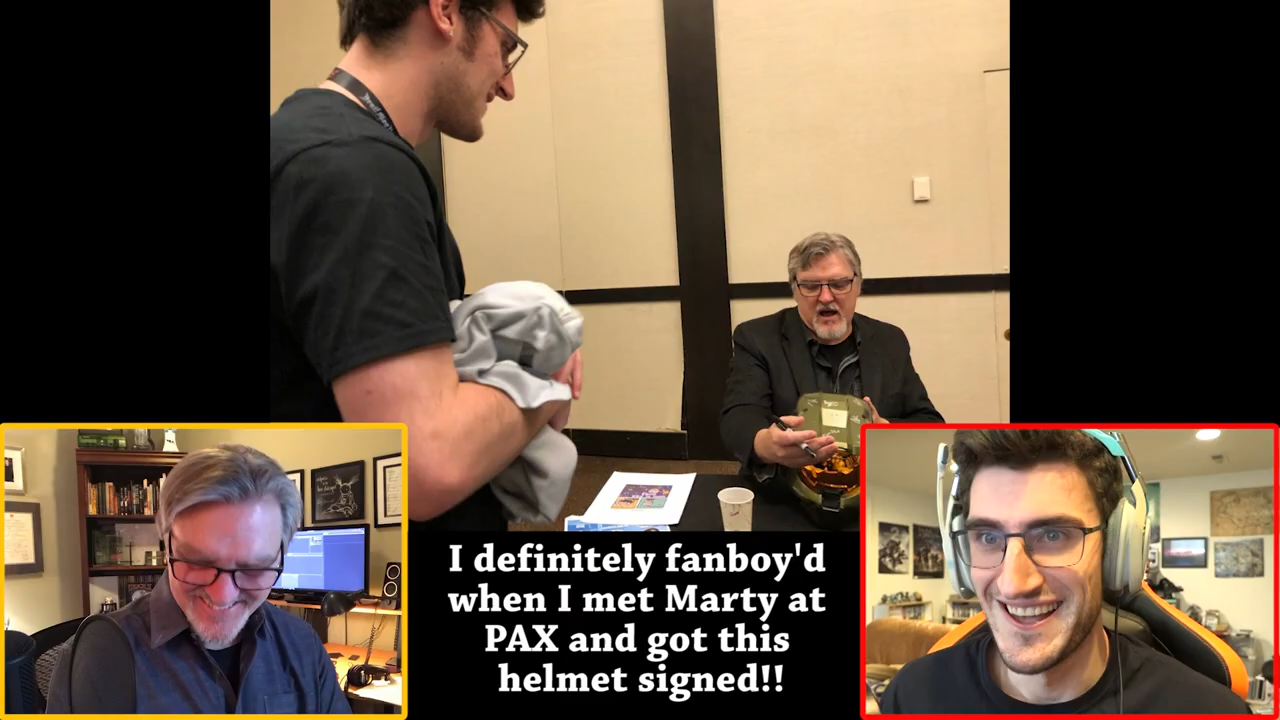 I definitely fanboy'd
when I met Marty at
PAX and got this
helmet signed!!